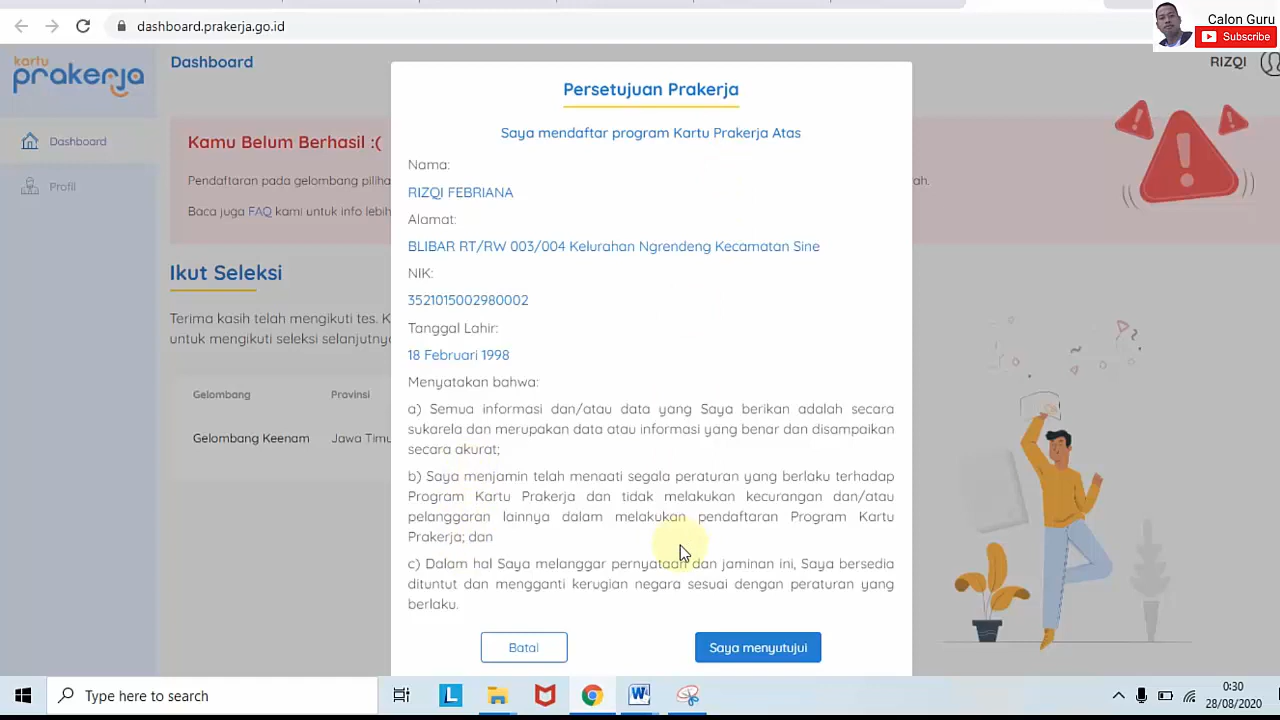 dashboard.prakerja.go.id
Calon Guru
Subscribe
kartu
prakerja
Dashboard
RIZQI
Dashboard
Profil
Kamu Belum Berhasil :(
Pendaftaran pada gelombang piliha
rah.
Baca juga FAQ kami untuk info lebih
Ikut Seleksi
Terima kasih telah mengikuti tes. K
untuk mengikuti seleksi selanjutnya
Gelombang Provinsi
Gelombang Keenam Jawa Timu
Persetujuan Prakerja
Saya mendaftar program Kartu Prakerja Atas
Nama:
RIZQI FEBRIANA
Alamat:
BLIBAR RT/RW 003/004 Kelurahan Ngrendeng Kecamatan Sine
NIK:
3521015002980002
Tanggal Lahir:
18 Februari 1998
Menyatakan bahwa:
a) Semua informasi dan/atau data yang Saya berikan adalah secara
sukarela dan merupakan data atau informasi yang benar dan disampaikan
secara akurat;
b) Saya menjamin telah menaati segala peraturan yang berlaku terhadap
Program Kartu Prakerja dan tidak melakukan kecurangan dan/atau
pelanggaran lainnya dalam melakukan pendaftaran Program Kartu
Prakerja; dan
c) Dalam hal Saya melanggar pernyataan dan jaminan ini, Saya bersedia
dituntut dan mengganti kerugian negara sesuai dengan peraturan yang
berlaku.
Batal
Saya menyutujui
Type here to search
0:30
28/08/2020